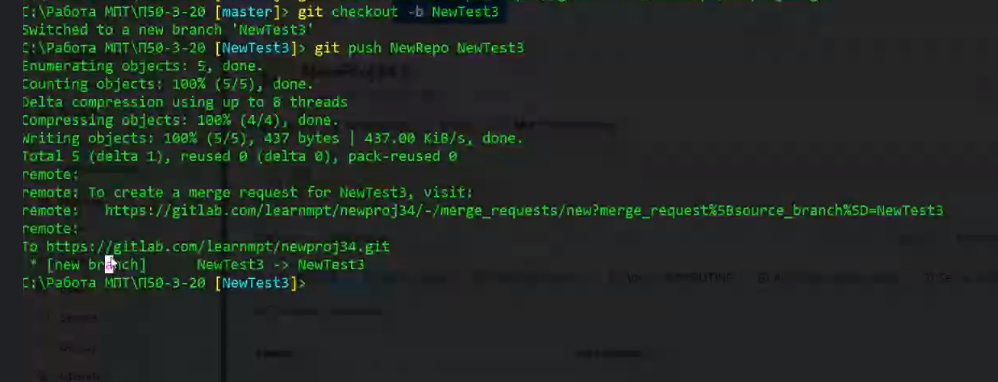 C:\Работа МПТ\П50-3-20 [master]> git checkout -b NewTest3
Switched to a new branch 'NewTest3'
C:\Работа МПТ\П50-3-20 [NewTest3]> git push NewRepo NewTest3
Enumerating objects: 5, done.
Counting objects: 100% (5/5), done.
Delta compression using up to 8 threads
Compressing objects: 100% (4/4), done.
Writing objects: 100% (5/5), 437 bytes | 437.00 KiB/s, done.
Total 5 (delta 1), reused 0 (delta 0), pack-reused 0
remote:
remote: To create a merge request for NewTest3, visit:
remote:   https://gitlab.com/learnmpt/newproj34/-/merge_requests/new?merge_request%5Bsource_branch%5D=NewTest3
remote:
To https://gitlab.com/learnmpt/newproj34.git
 * [new branch]      NewTest3 -> NewTest3
C:\Работа МПТ\П50-3-20 [NewTest3]>